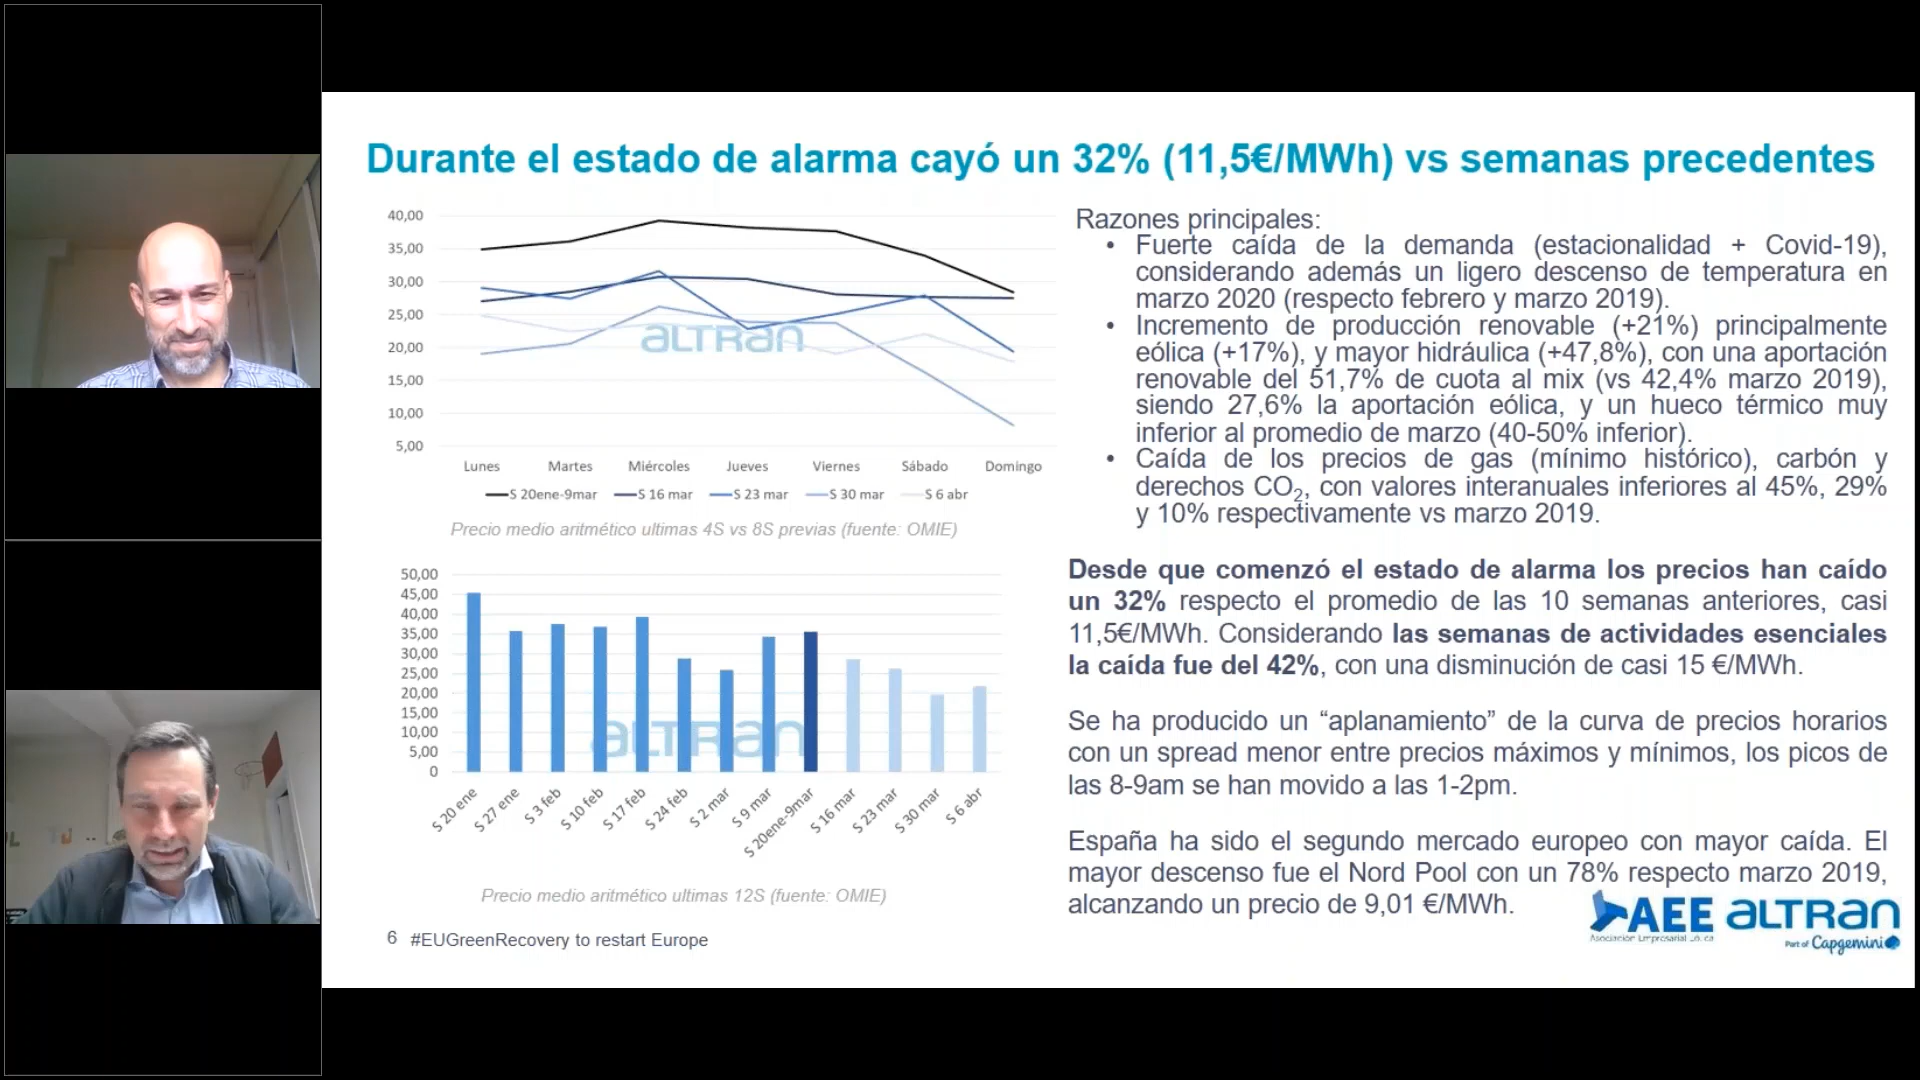 Durante el estado de alarma cayó un 32% (11,5€/MWh) vs semanas precedentes
40,00
35,00
30,00
25,00
20,00
15,00
10,00
5,00
Lunes Martes Miércoles Jueves Viernes Sábado Domingo
S 20ene-9mar S 16 mar S 23 mar S 30 mar S 6 abr
ALTRAN
Precio medio aritmético ultimas 4S vs 8S previas (fuente: OMIE)
50,00
45,00
40,00
35,00
30,00
25,00
20,00
15,00
10,00
5,00
0
S 20 ene S 27 ene S 3 feb S 10 feb S 17 feb S 24 feb S 2 mar S 9 mar S 20ene-9mar S 16 mar S 23 mar S 30 mar S 6 abr
ALTRAN
Precio medio aritmético ultimas 12S (fuente: OMIE)
6 #EUGreenRecovery to restart Europe
Razones principales:
• Fuerte caída de la demanda (estacionalidad + Covid-19),
considerando además un ligero descenso de temperatura en
marzo 2020 (respecto febrero y marzo 2019).
• Incremento de producción renovable (+21%) principalmente
eólica (+17%), y mayor hidráulica (+47,8%), con una aportación
renovable del 51,7% de cuota al mix (vs 42,4% marzo 2019),
siendo 27,6% la aportación eólica, y un hueco térmico muy
inferior al promedio de marzo (40-50% inferior).
• Caída de los precios de gas (mínimo histórico), carbón y
derechos CO₂, con valores interanuales inferiores al 45%, 29%
y 10% respectivamente vs marzo 2019.
Desde que comenzó el estado de alarma los precios han caído
un 32% respecto el promedio de las 10 semanas anteriores, casi
11,5€/MWh. Considerando las semanas de actividades esenciales
la caída fue del 42%, con una disminución de casi 15 €/MWh.
Se ha producido un “aplanamiento” de la curva de precios horarios
con un spread menor entre precios máximos y mínimos, los picos de
las 8-9am se han movido a las 1-2pm.
España ha sido el segundo mercado europeo con mayor caída. El
mayor descenso fue el Nord Pool con un 78% respecto marzo 2019,
alcanzando un precio de 9,01 €/MWh.
AEE ALTRAN
Asociación Empresarial
Part of Capgemini